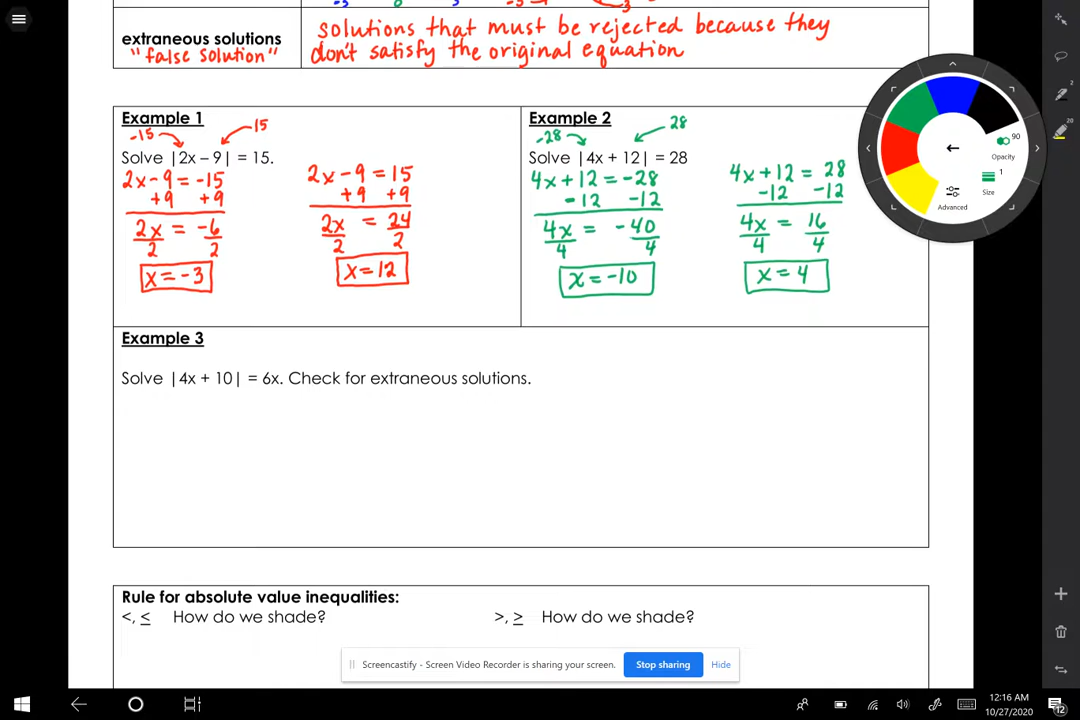 solutions that must be rejected because they
extraneous solutions
"false solution"
don't satisfy the original equation
Example 1
-15
15
Solve |2x – 9| = 15.
2x-9 = -15
+9 +9
2x = -6
2 2
x = -3
2x-9 = 15
+9 +9
2x = 24
2 2
x=12
Example 2
-28
28
Solve |4x + 12| = 28
4x+12 = -28
-12 -12
4x = -40
4 4
x = -10
4x+12 = 28
-12 -12
4x = 16
4 4
x = 4
Example 3
Solve |4x + 10| = 6x. Check for extraneous solutions.
Rule for absolute value inequalities:
<, ≤ How do we shade?
>, ≥ How do we shade?
90
Opacity
1
Size
Advanced
2
20
Screencastify - Screen Video Recorder is sharing your screen.
Stop sharing
Hide
12:16 AM
10/27/2020
12